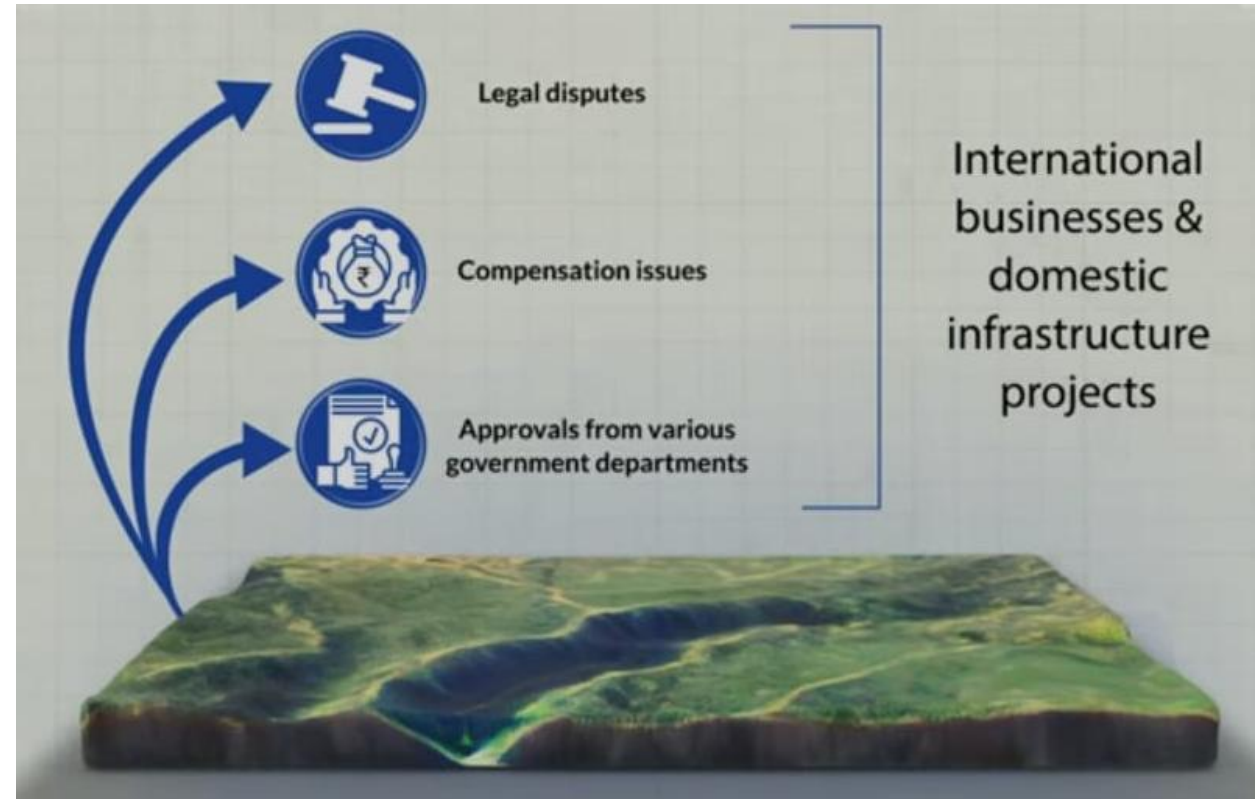 Legal disputes
Compensation issues
₹
Approvals from various
government departments
International
businesses &
domestic
infrastructure
projects